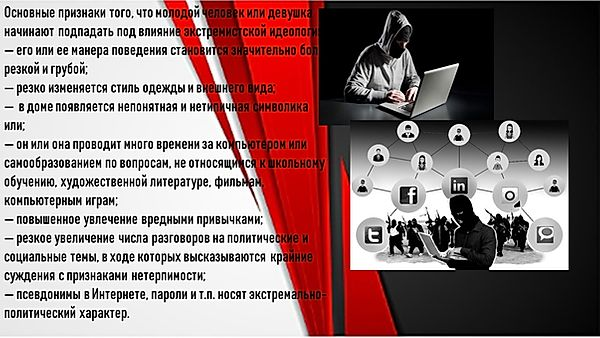 Основные признаки того, что молодой человек или девушка
начинают подпадать под влияние экстремистской идеологии
— его или ее манера поведения становится значительно бол
резкой и грубой;
— резко изменяется стиль одежды и внешнего вида;
— в доме появляется непонятная и нетипичная символика
или;
— он или она проводит много времени за компьютером или
самообразованием по вопросам, не относящимся к школьному
обучению, художественной литературе, фильмам,
компьютерным играм;
— повышенное увлечение вредными привычками;
— резкое увеличение числа разговоров на политические и
социальные темы, в ходе которых высказываются крайние
суждения с признаками нетерпимости;
— псевдонимы в Интернете, пароли и т.п. носят экстремально-
политический характер.